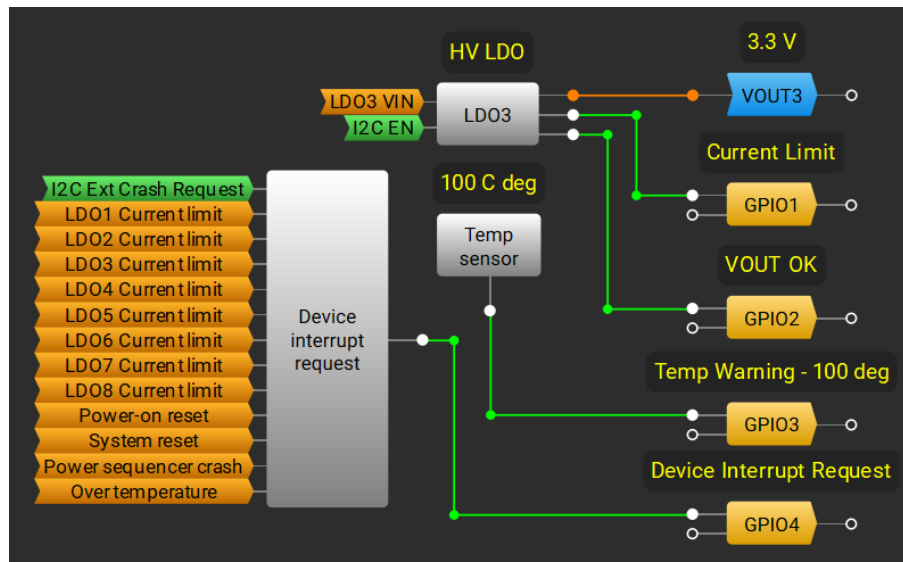 HV LDO
3.3 V
LDO3 VIN
I2C EN
LDO3
VOUT3
Current Limit
GPIO1
100 C deg
Temp
sensor
VOUT OK
GPIO2
I2C Ext Crash Request
LDO1 Current limit
LDO2 Current limit
LDO3 Current limit
LDO4 Current limit
LDO5 Current limit
LDO6 Current limit
LDO7 Current limit
LDO8 Current limit
Power-on reset
System reset
Power sequencer crash
Over temperature
Device
interrupt
request
Temp Warning - 100 deg
GPIO3
Device Interrupt Request
GPIO4